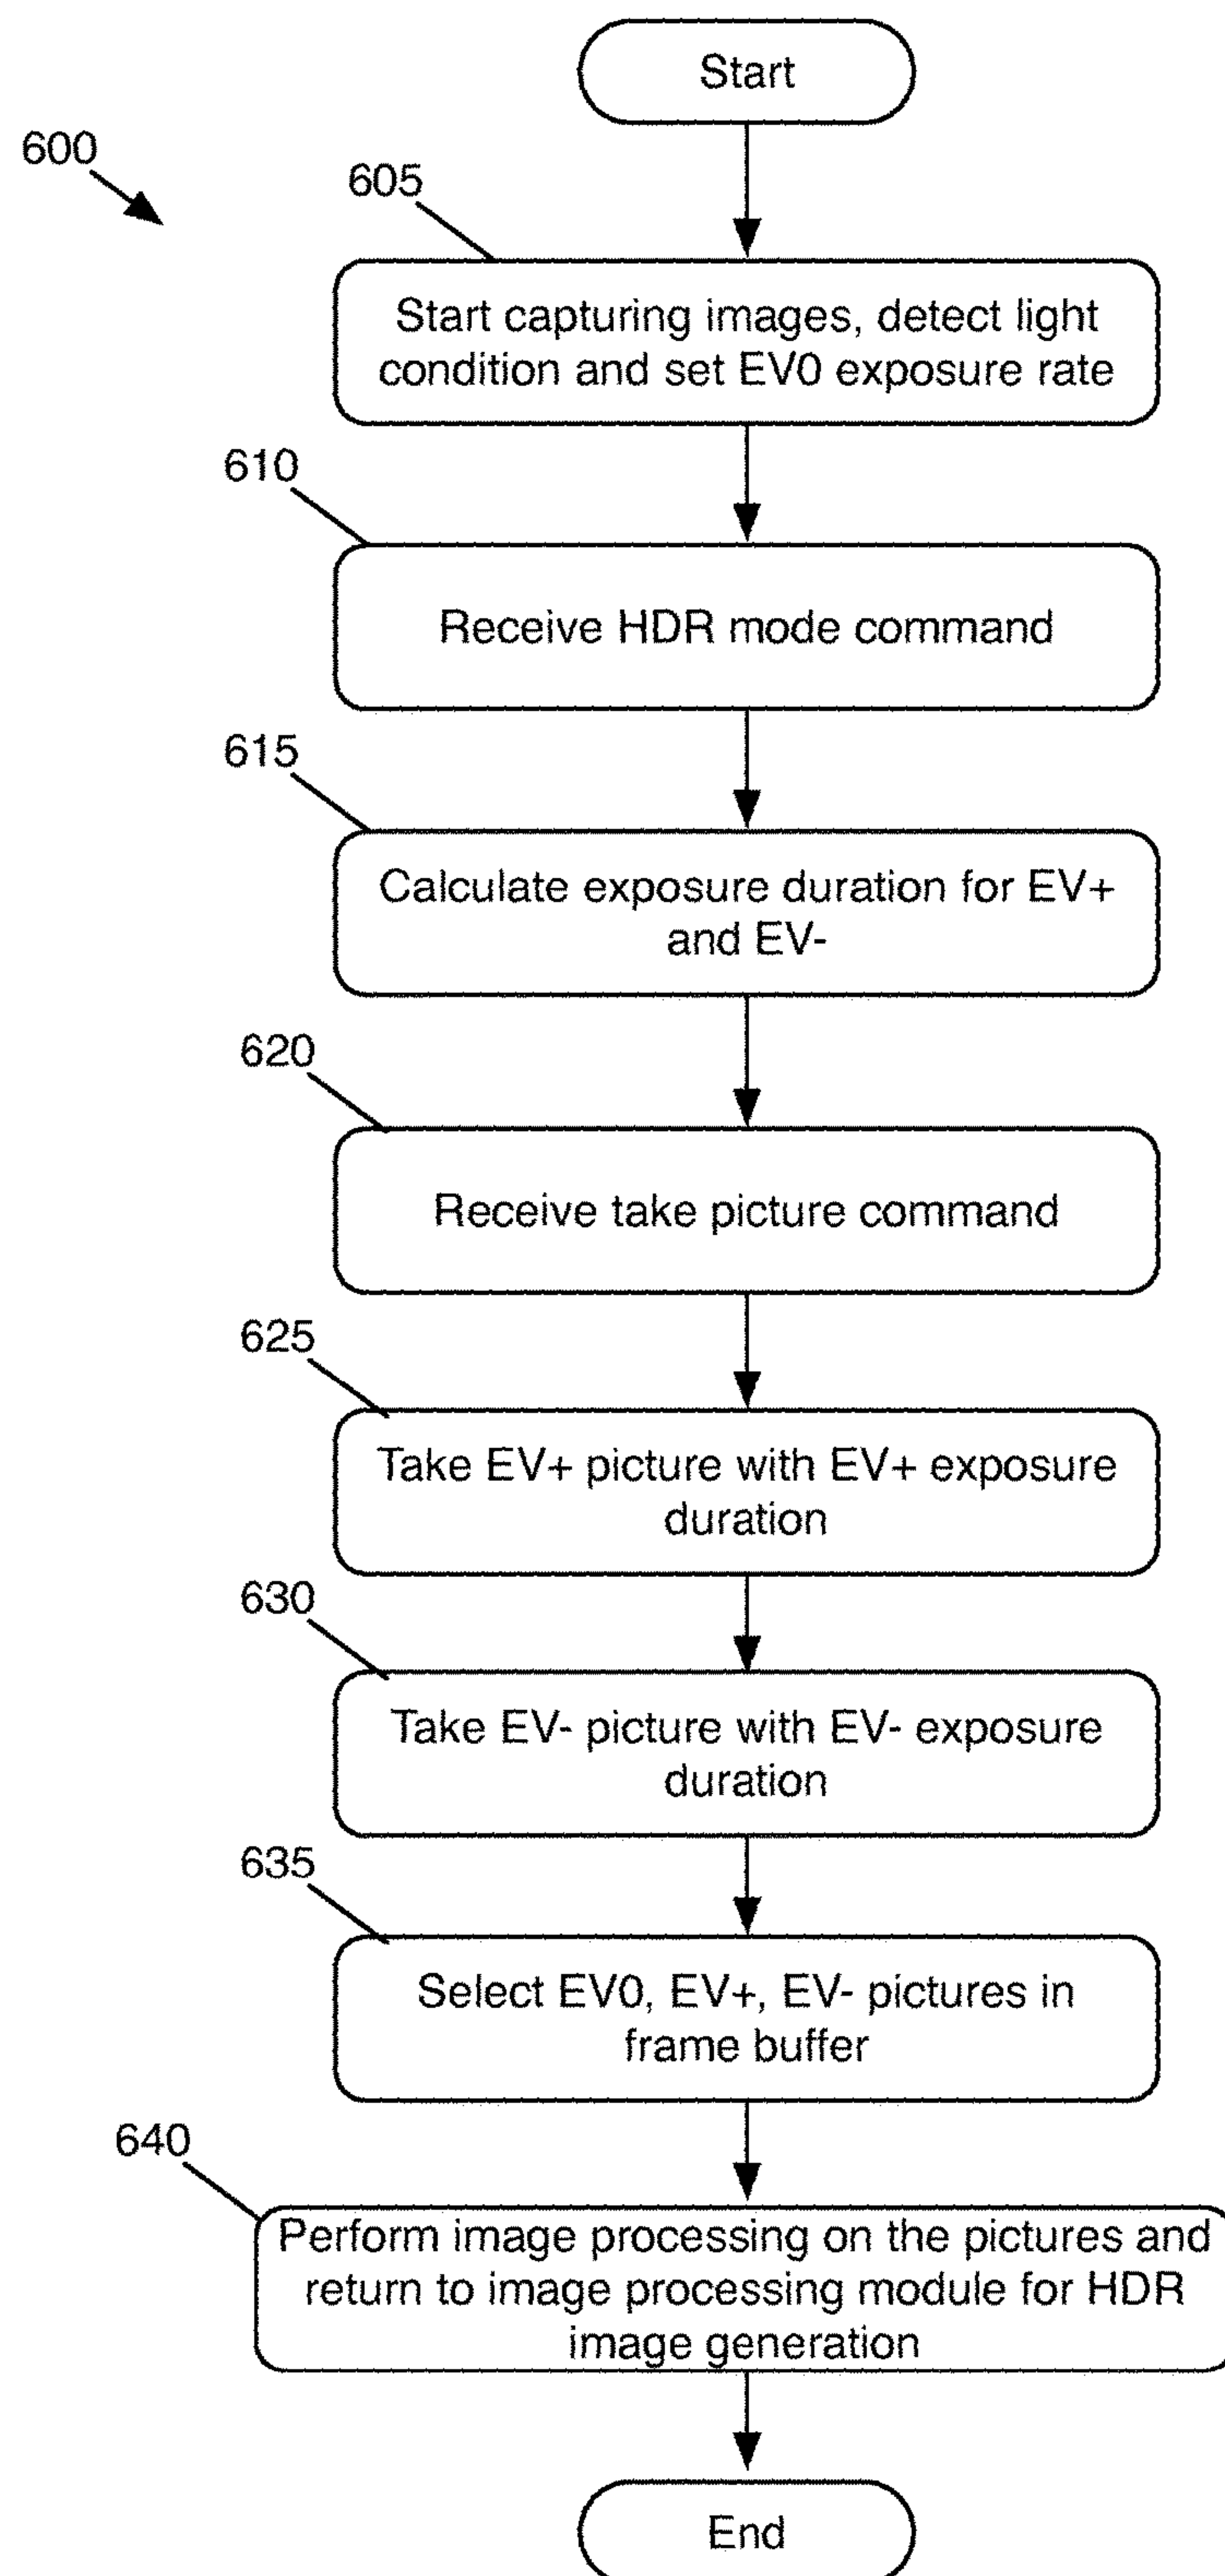 Start
600
605
Start capturing images, detect light
condition and set EV0 exposure rate
610
Receive HDR mode command
615
Calculate exposure duration for EV+
and EV-
620
Receive take picture command
625
Take EV+ picture with EV+ exposure
duration
630
Take EV- picture with EV- exposure
duration
635
Select EV0, EV+, EV- pictures in
frame buffer
640
Perform image processing on the pictures and
return to image processing module for HDR
image generation
End